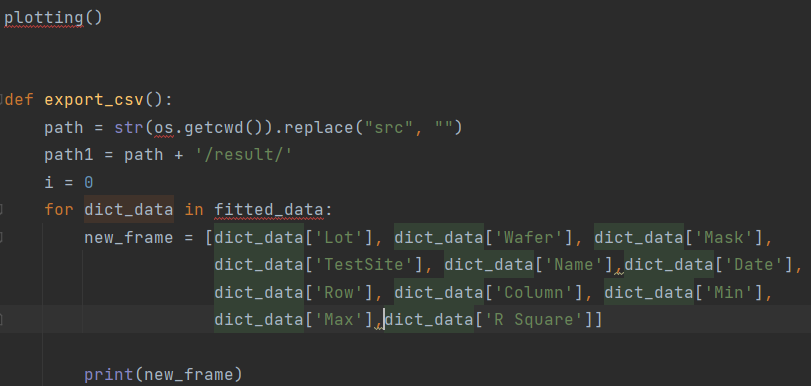 plotting()
def export_csv():
    path = str(os.getcwd()).replace("src", "")
    path1 = path + '/result/'
    i = 0
    for dict_data in fitted_data:
        new_frame = [dict_data['Lot'], dict_data['Wafer'], dict_data['Mask'],
                     dict_data['TestSite'], dict_data['Name'],dict_data['Date'],
                     dict_data['Row'], dict_data['Column'], dict_data['Min'],
                     dict_data['Max'],dict_data['R Square']]
        print(new_frame)